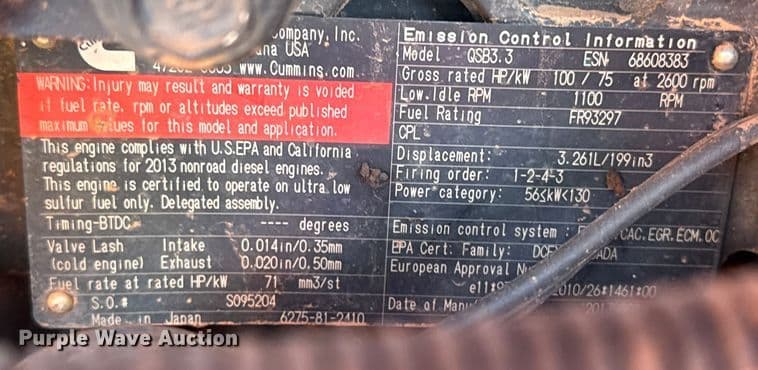 Company, Inc.
ana USA
www.Cummins.com
WARNING: Injury may result and warranty is voided
if fuel rate, rpm or altitudes exceed published
maximum values for this model and application.
This engine complies with U.S.EPA and California
regulations for 2013 nonroad diesel engines.
This engine is certified to operate on ultra low
sulfur fuel only. Delegated assembly.
Timing-BTDC ---- degrees
Valve Lash Intake 0.014in/0.35mm
(cold engine) Exhaust 0.020in/0.50mm
Fuel rate at rated HP/kW 71 mm3/st
S.O.# SO95204
Made in Japan 6275-81-2410
Emission Control Information
Model QSB3.3 ESN 68608383
Gross rated HP/kW 100 / 75 at 2600 rpm
Low Idle RPM 1100 RPM
Fuel Rating FR93297
CPL
Displacement: 3.261L/199in3
Firing order: 1-2-4-3
Power category: 56≤kW<130
Emission control system : CAC, EGR, ECM, OC
EPA Cert. Family: DCE
European Approval
e11
2010/26*1461*00
Date of Manu
Purple Wave Auction